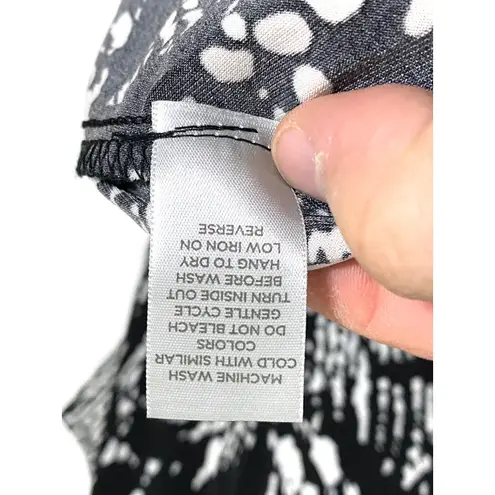 MACHINE WASH
COLD WITH SIMILAR
COLORS
DO NOT BLEACH
GENTLE CYCLE
TURN INSIDE OUT
BEFORE WASH
HANG TO DRY
LOW IRON ON
REVERSE